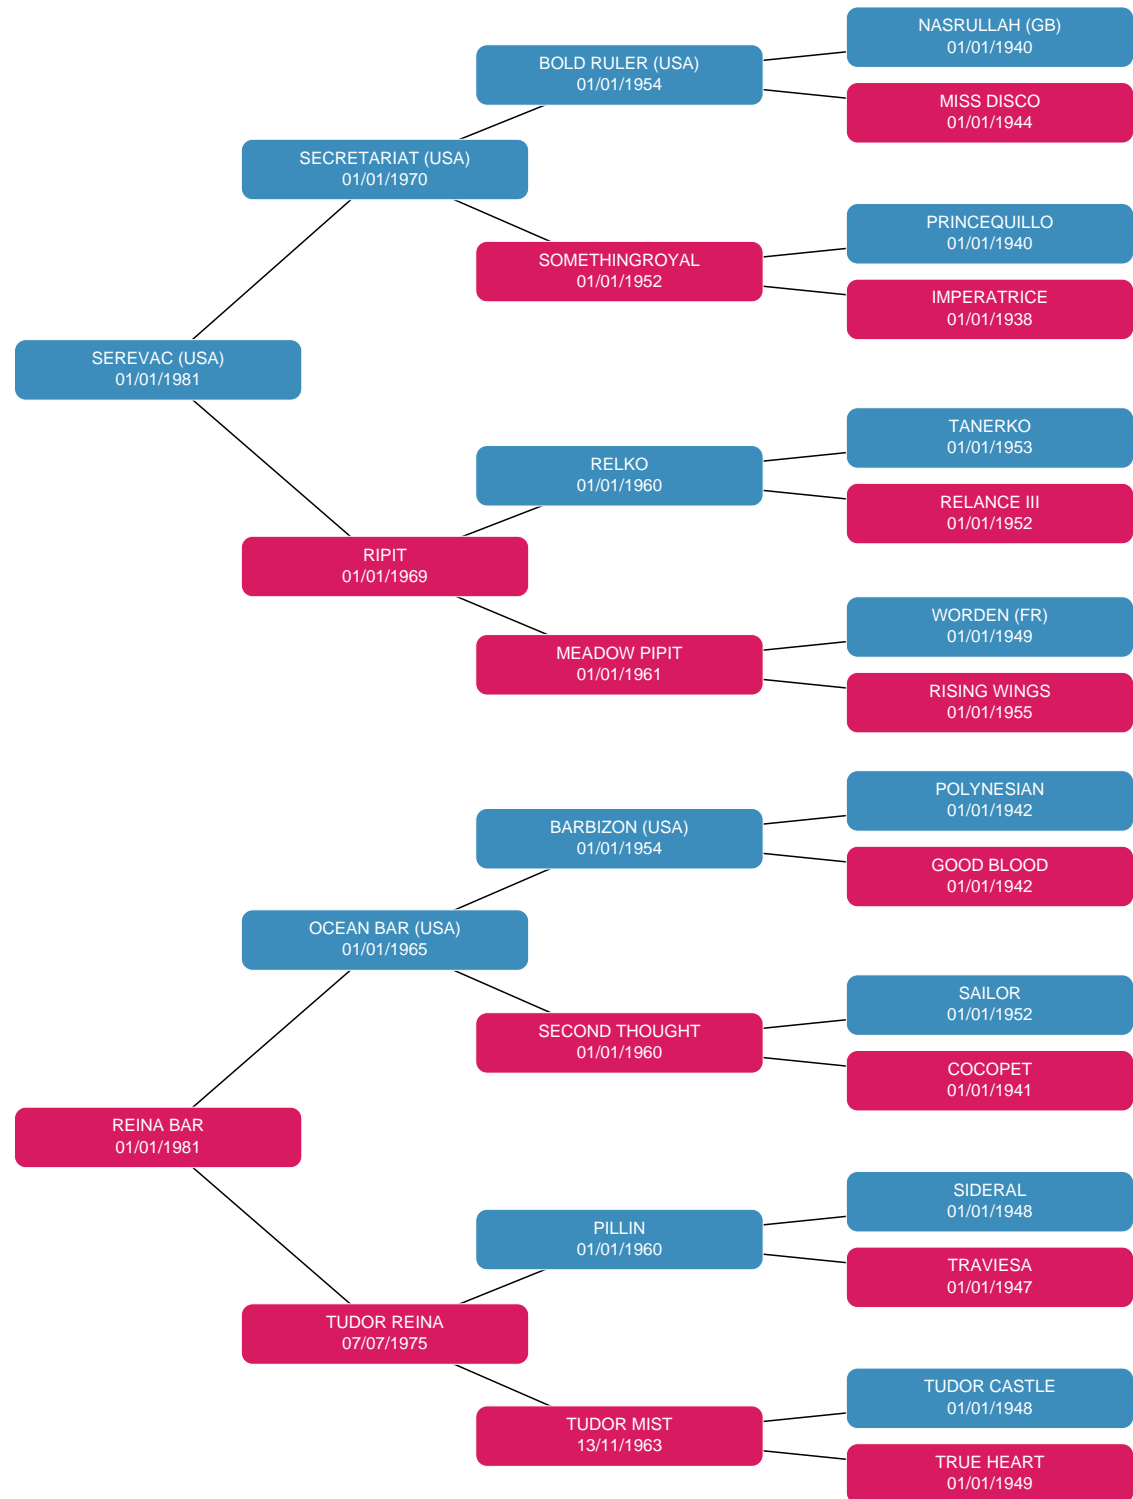 NASRULLAH (GB)
01/01/1940
BOLD RULER (USA)
01/01/1954
MISS DISCO
01/01/1944
SECRETARIAT (USA)
01/01/1970
PRINCEQUILLO
01/01/1940
SOMETHINGROYAL
01/01/1952
IMPERATRICE
01/01/1938
SEREVAC (USA)
01/01/1981
TANERKO
01/01/1953
RELKO
01/01/1960
RELANCE III
01/01/1952
RIPIT
01/01/1969
WORDEN (FR)
01/01/1949
MEADOW PIPIT
01/01/1961
RISING WINGS
01/01/1955
POLYNESIAN
01/01/1942
BARBIZON (USA)
01/01/1954
GOOD BLOOD
01/01/1942
OCEAN BAR (USA)
01/01/1965
SAILOR
01/01/1952
SECOND THOUGHT
01/01/1960
COCOPET
01/01/1941
REINA BAR
01/01/1981
SIDERAL
01/01/1948
PILLIN
01/01/1960
TRAVIESA
01/01/1947
TUDOR REINA
07/07/1975
TUDOR CASTLE
01/01/1948
TUDOR MIST
13/11/1963
TRUE HEART
01/01/1949